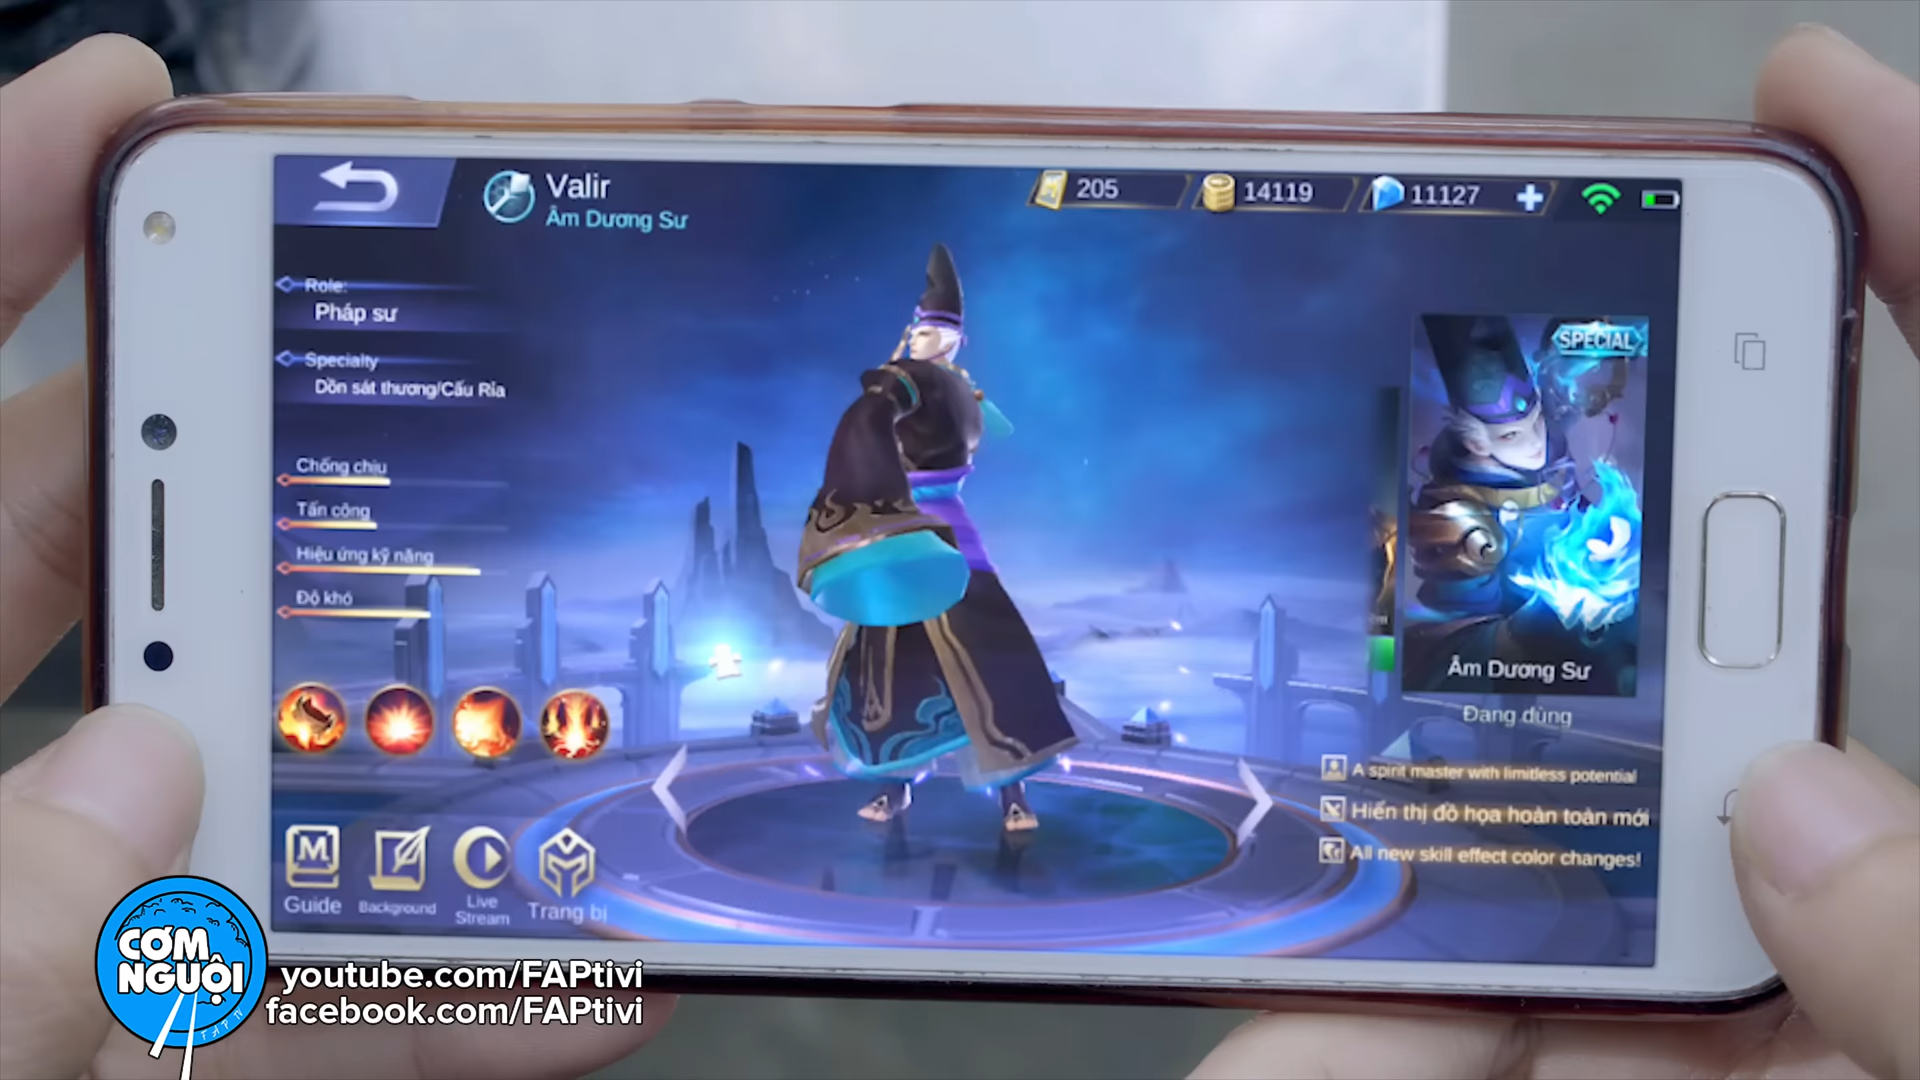 Valir
Âm Dương Sư
205
14119
11127
Role:
Pháp sư
Specialty
Dồn sát thương/Cấu Rỉa
Chống chịu
Tấn công
Hiệu ứng kỹ năng
Độ khó
SPECIAL
Âm Dương Sư
Đang dùng
A spirit master with limitless potential
Hiển thị đồ họa hoàn toàn mới
All new skill effect color changes!
M
Guide
Background
Live
Stream
Trang bị
CƠM
NGUỘI
FAP TV
youtube.com/FAPtivi
facebook.com/FAPtivi